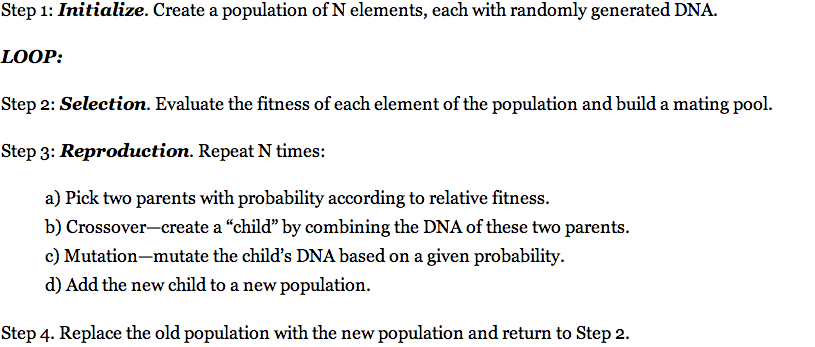 Step 1: Initialize. Create a population of N elements, each with randomly generated DNA.
LOOP:
Step 2: Selection. Evaluate the fitness of each element of the population and build a mating pool.
Step 3: Reproduction. Repeat N times:
a) Pick two parents with probability according to relative fitness.
b) Crossover—create a “child” by combining the DNA of these two parents.
c) Mutation—mutate the child’s DNA based on a given probability.
d) Add the new child to a new population.
Step 4. Replace the old population with the new population and return to Step 2.